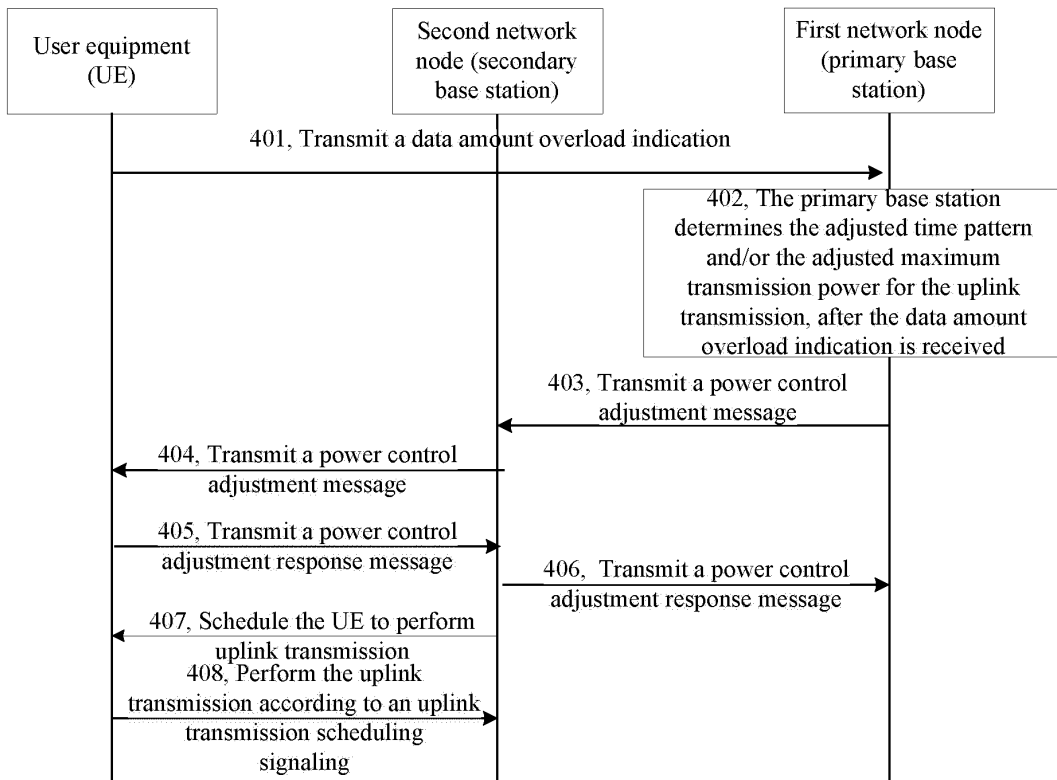 User equipment
(UE)
Second network
node (secondary
base station)
First network node
(primary base
station)
401, Transmit a data amount overload indication
402, The primary base station
determines the adjusted time pattern
and/or the adjusted maximum
transmission power for the uplink
transmission, after the data amount
overload indication is received
403, Transmit a power control
adjustment message
404, Transmit a power control
adjustment message
405, Transmit a power control
adjustment response message
406, Transmit a power control
adjustment response message
407, Schedule the UE to perform
uplink transmission
408, Perform the uplink
transmission according to an uplink
transmission scheduling
signaling